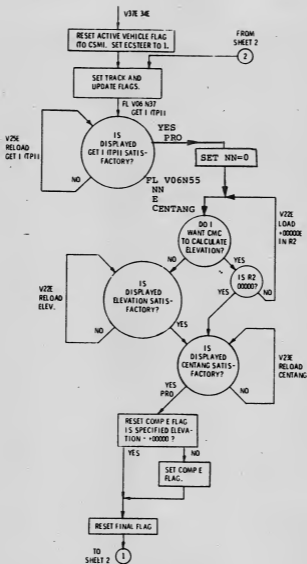 V37E 34E
RESET ACTIVE VEHICLE FLAG
(TO CSM). SET ECSTEER TO 1.
FROM
SHEET 2
2
SET TRACK AND
UPDATE FLAGS.
FL V06 N37
GET I (TPI)
V25E
RELOAD
GET I (TPI)
IS
DISPLAYED
GET I (TPI)
SATIS-
FACTORY?
YES
PRO
NO
SET NN=0
FL V06N55
NN
E
CENTANG
DO I
WANT CMC
TO CALCULATE
ELEVATION?
V22E
LOAD
+00000E
IN R2
NO
YES
IS R2
00000?
YES
NO
V22E
RELOAD
ELEV.
IS
DISPLAYED
ELEVATION SATIS-
FACTORY?
NO
YES
IS
DISPLAYED
CENTANG SATIS-
FACTORY?
V23E
RELOAD
CENTANG
YES
PRO
NO
RESET COMP E FLAG
IS SPECIFIED ELEVA-
TION = +00000 ?
YES
NO
SET COMP E
FLAG.
RESET FINAL FLAG
TO
SHEET 2
1